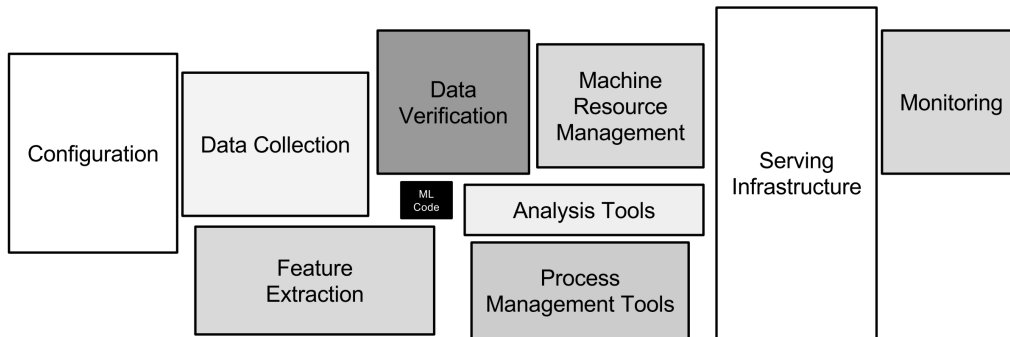 Configuration
Data Collection
Data
Verification
Machine
Resource
Management
Serving
Infrastructure
Monitoring
ML
Code
Analysis Tools
Feature
Extraction
Process
Management Tools